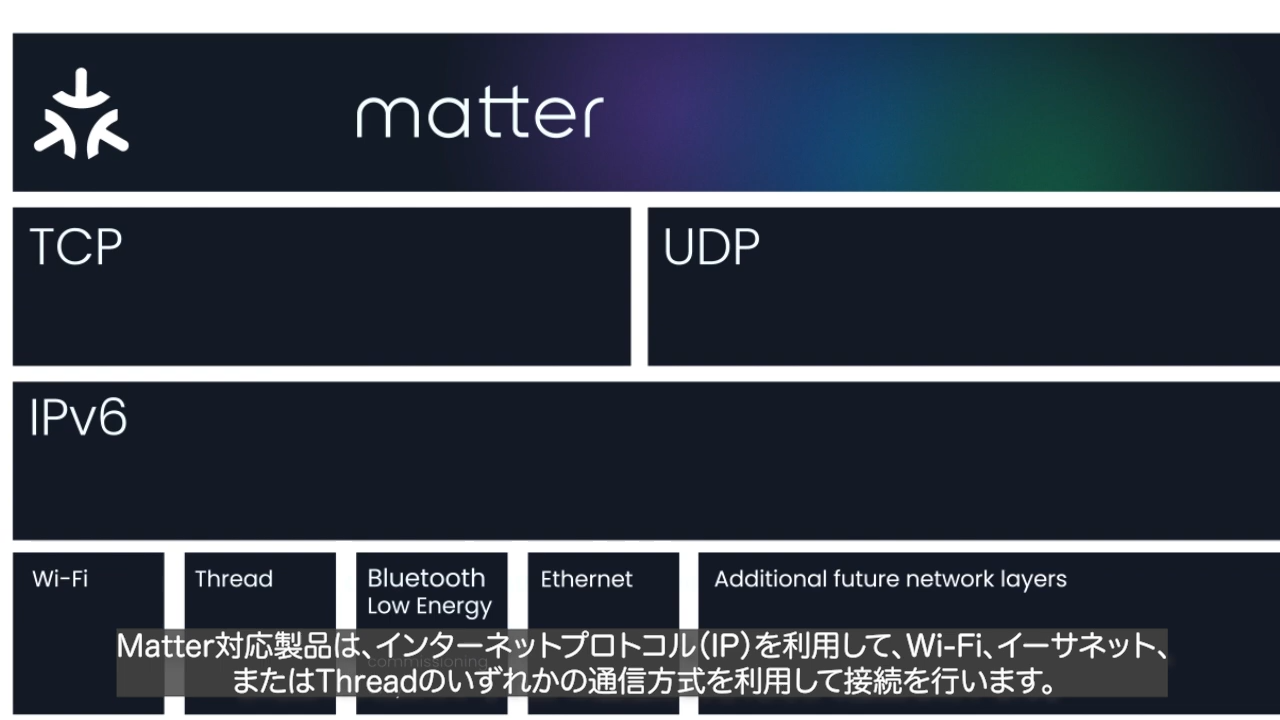 matter
TCP
UDP
IPv6
Wi-Fi
Thread
Bluetooth
Low Energy
Ethernet
Additional future network layers
commissioning
Matter対応製品は、インターネットプロトコル(IP)を利用して、Wi-Fi、イーサネット、
またはThreadのいずれかの通信方式を利用して接続を行います。